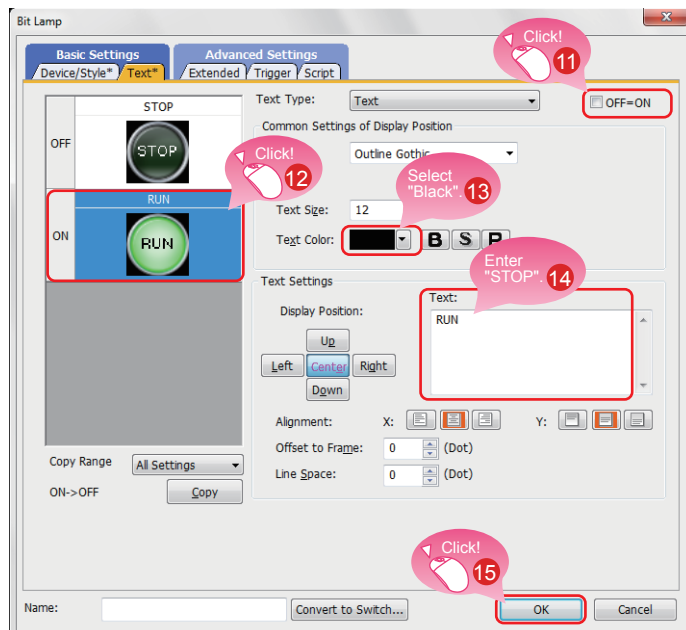 Bit Lamp
Click!
11
Basic Settings
Advanced Settings
Device/Style*
Text*
Extended
Trigger
Script
Text Type:
Text
OFF=ON
Common Settings of Display Position
Outline Gothic
STOP
OFF
STOP
Click!
12
RUN
ON
RUN
Select
"Black".
13
Text Size:
12
Text Color:
B
S
Enter
"STOP".
14
Text Settings
Display Position:
Text:
RUN
Up
Left
Center
Right
Down
Alignment:
X:
Y:
Offset to Frame:
0
(Dot)
Line Space:
0
(Dot)
Copy Range
All Settings
ON->OFF
Copy
Click!
15
Name:
Convert to Switch...
OK
Cancel